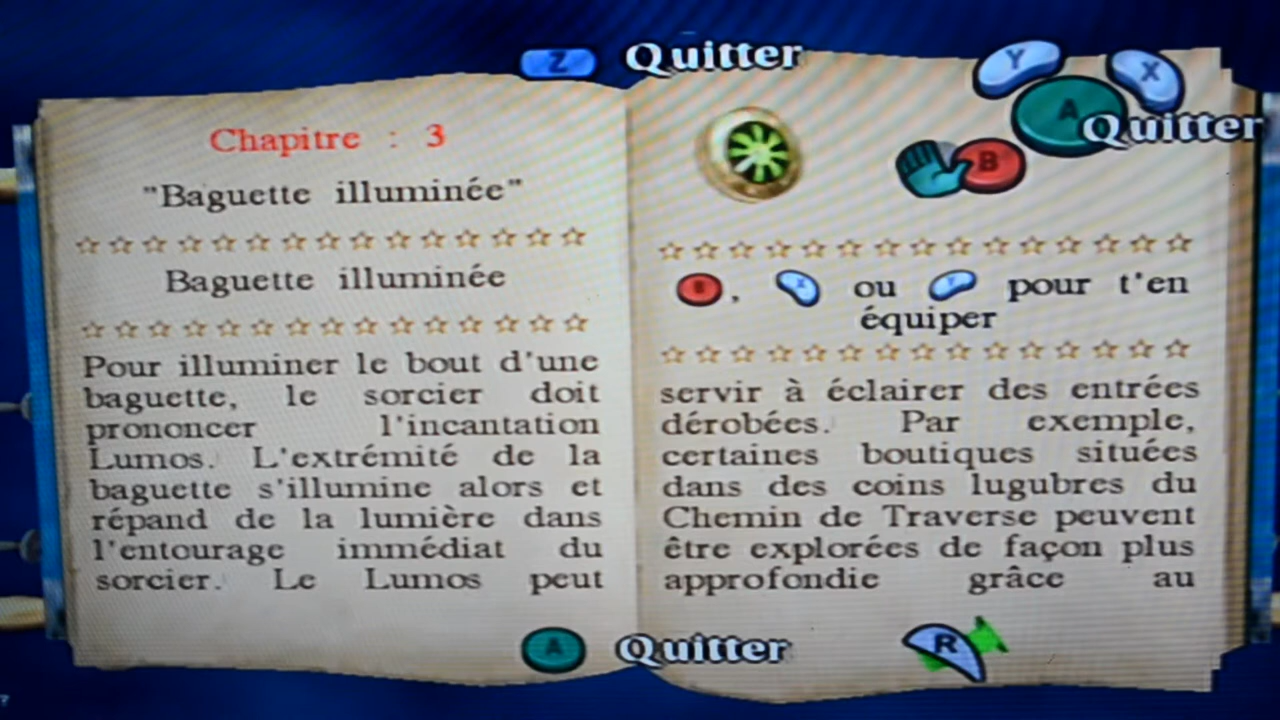 Z Quitter
Y
X
A
Quitter
B
Chapitre : 3
"Baguette illuminée"
Baguette illuminée
Pour illuminer le bout d'une
baguette, le sorcier doit
prononcer l'incantation
Lumos. L'extrémité de la
baguette s'illumine alors et
répand de la lumière dans
l'entourage immédiat du
sorcier. Le Lumos peut
B, X ou Y pour t'en
équiper
servir à éclairer des entrées
dérobées. Par exemple,
certaines boutiques situées
dans des coins lugubres du
Chemin de Traverse peuvent
être explorées de façon plus
approfondie grâce au
A Quitter
R